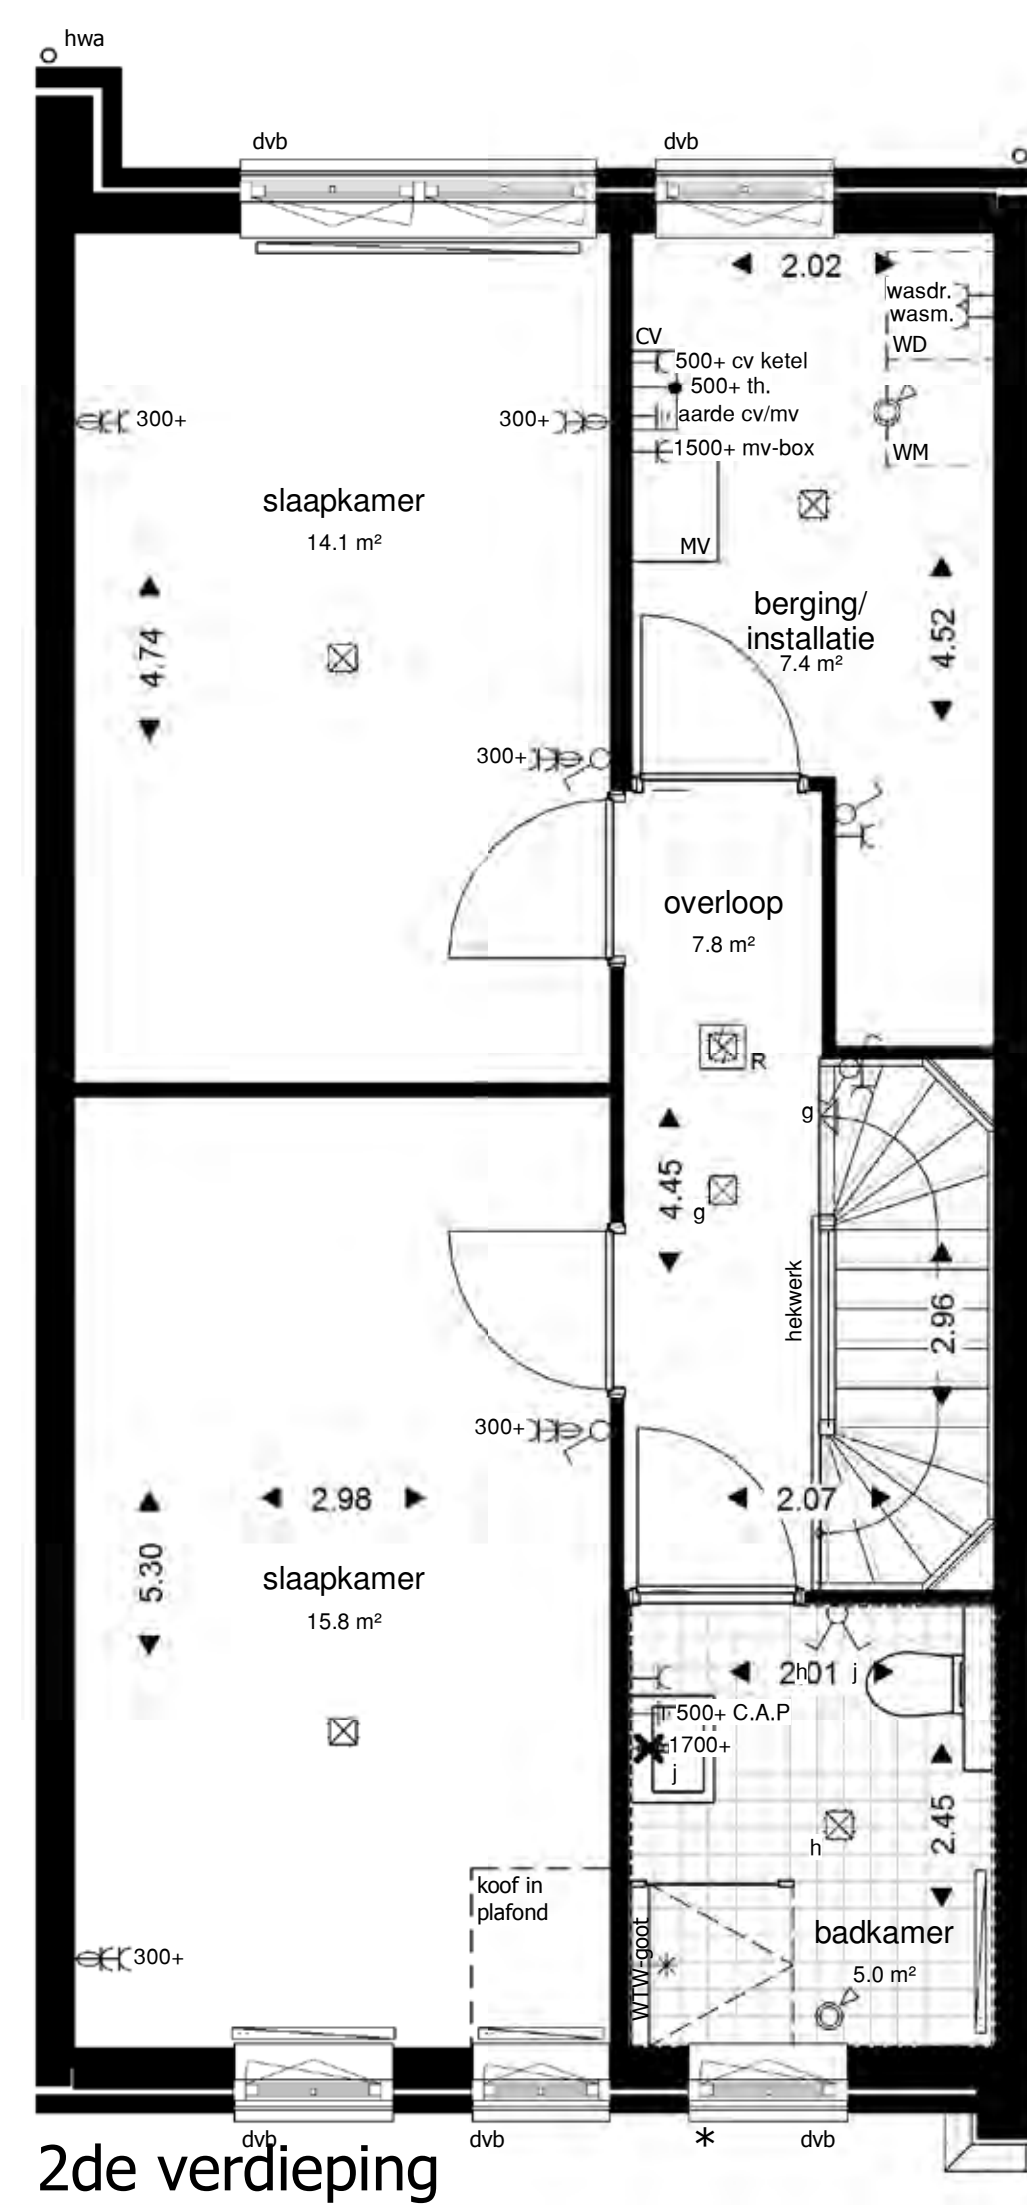 hwa
dvb
dvb
2.02
wasdr.
wasm.
WD
CV
500+ cv ketel
500+ th.
aarde cv/mv
1500+ mv-box
WM
MV
300+
300+
slaapkamer
14.1 m²
4.74
berging/
installatie
7.4 m²
4.52
300+
overloop
7.8 m²
R
g
4.45
g
hekwerk
2.96
300+
2.98
2.07
5.30
slaapkamer
15.8 m²
2.01
h
j
500+ C.A.P
1700+
j
2.45
h
koof in
plafond
WTW-goot
badkamer
5.0 m²
300+
dvb
dvb
*
dvb
2de verdieping